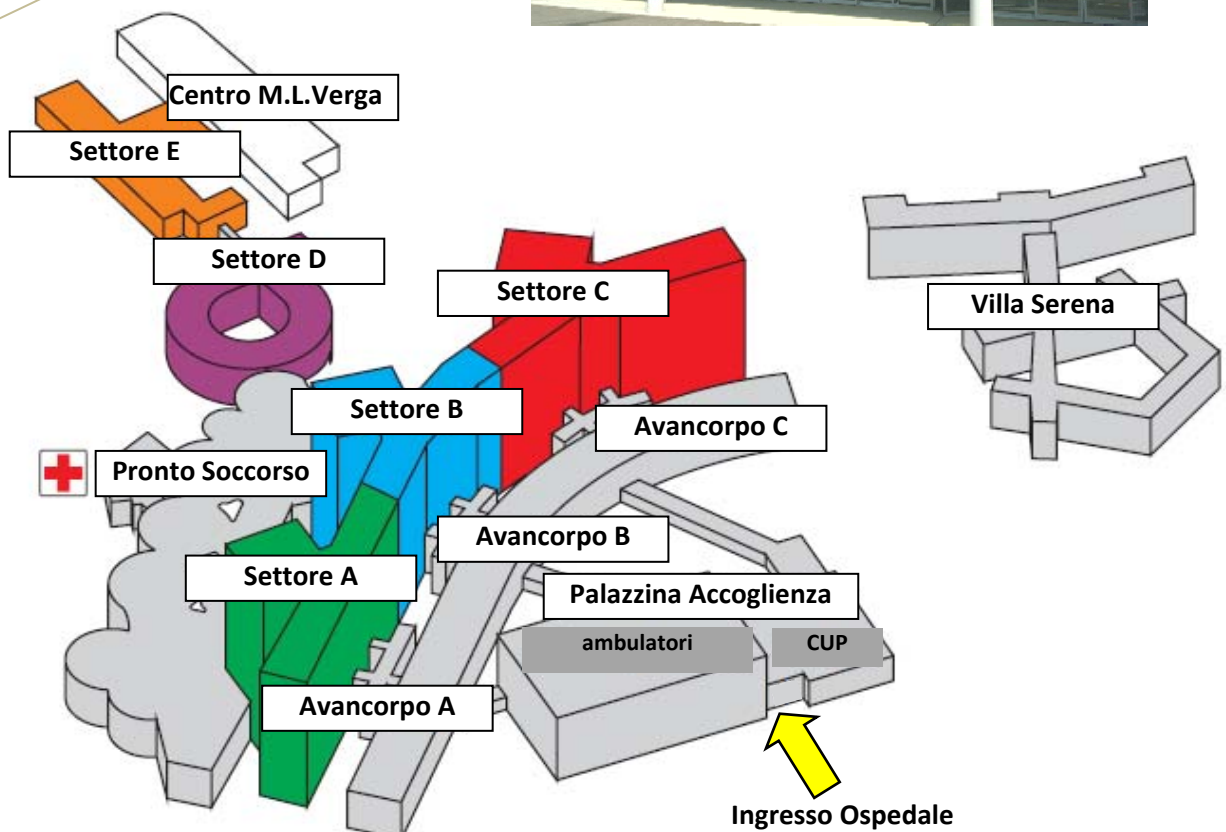 Centro M.L.Verga
Settore E
Settore D
Settore C
Villa Serena
Settore B
Avancorpo C
Pronto Soccorso
Avancorpo B
Settore A
Palazzina Accoglienza
ambulatori
CUP
Avancorpo A
Ingresso Ospedale